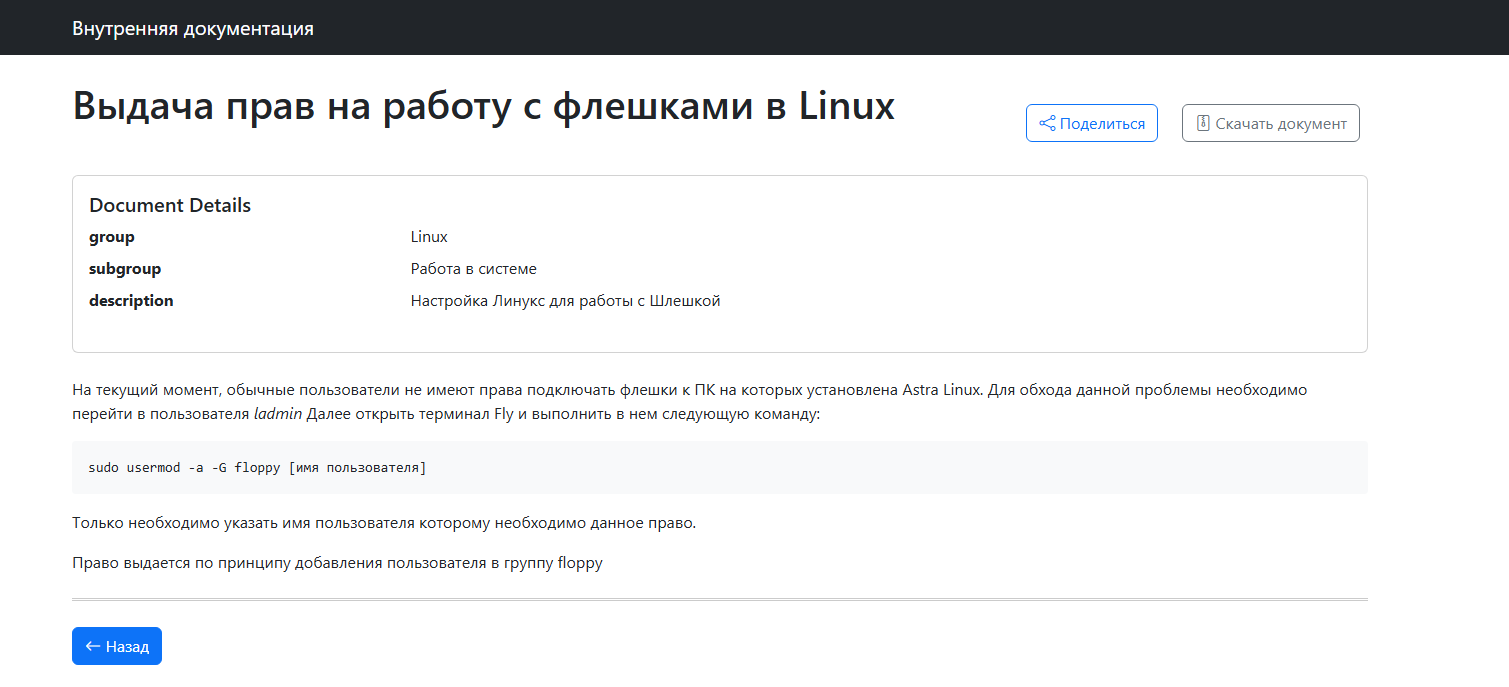 Внутренняя документация
Выдача прав на работу с флешками в Linux
Поделиться
Скачать документ
Document Details
group Linux
subgroup Работа в системе
description Настройка Линукс для работы с Шлешкой
На текущий момент, обычные пользователи не имеют права подключать флешки к ПК на которых установлена Astra Linux. Для обхода данной проблемы необходимо
перейти в пользователя ladmin Далее открыть терминал Fly и выполнить в нем следующую команду:
sudo usermod -a -G floppy [имя пользователя]
Только необходимо указать имя пользователя которому необходимо данное право.
Право выдается по принципу добавления пользователя в группу floppy
← Назад